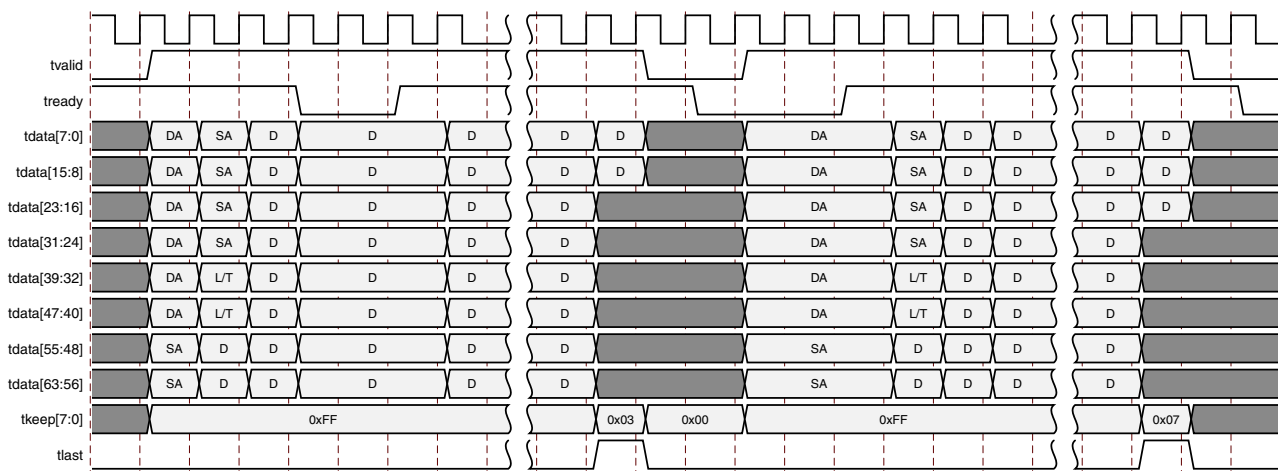 tvalid
tready
tdata[7:0] DA SA D D D D D DA SA D D D D
tdata[15:8] DA SA D D D D D DA SA D D D D
tdata[23:16] DA SA D D D D DA SA D D D D
tdata[31:24] DA SA D D D D DA SA D D D
tdata[39:32] DA L/T D D D D DA L/T D D D
tdata[47:40] DA L/T D D D D DA L/T D D D
tdata[55:48] SA D D D D D SA D D D D
tdata[63:56] SA D D D D D SA D D D D
tkeep[7:0] 0xFF 0x03 0x00 0xFF 0x07
tlast